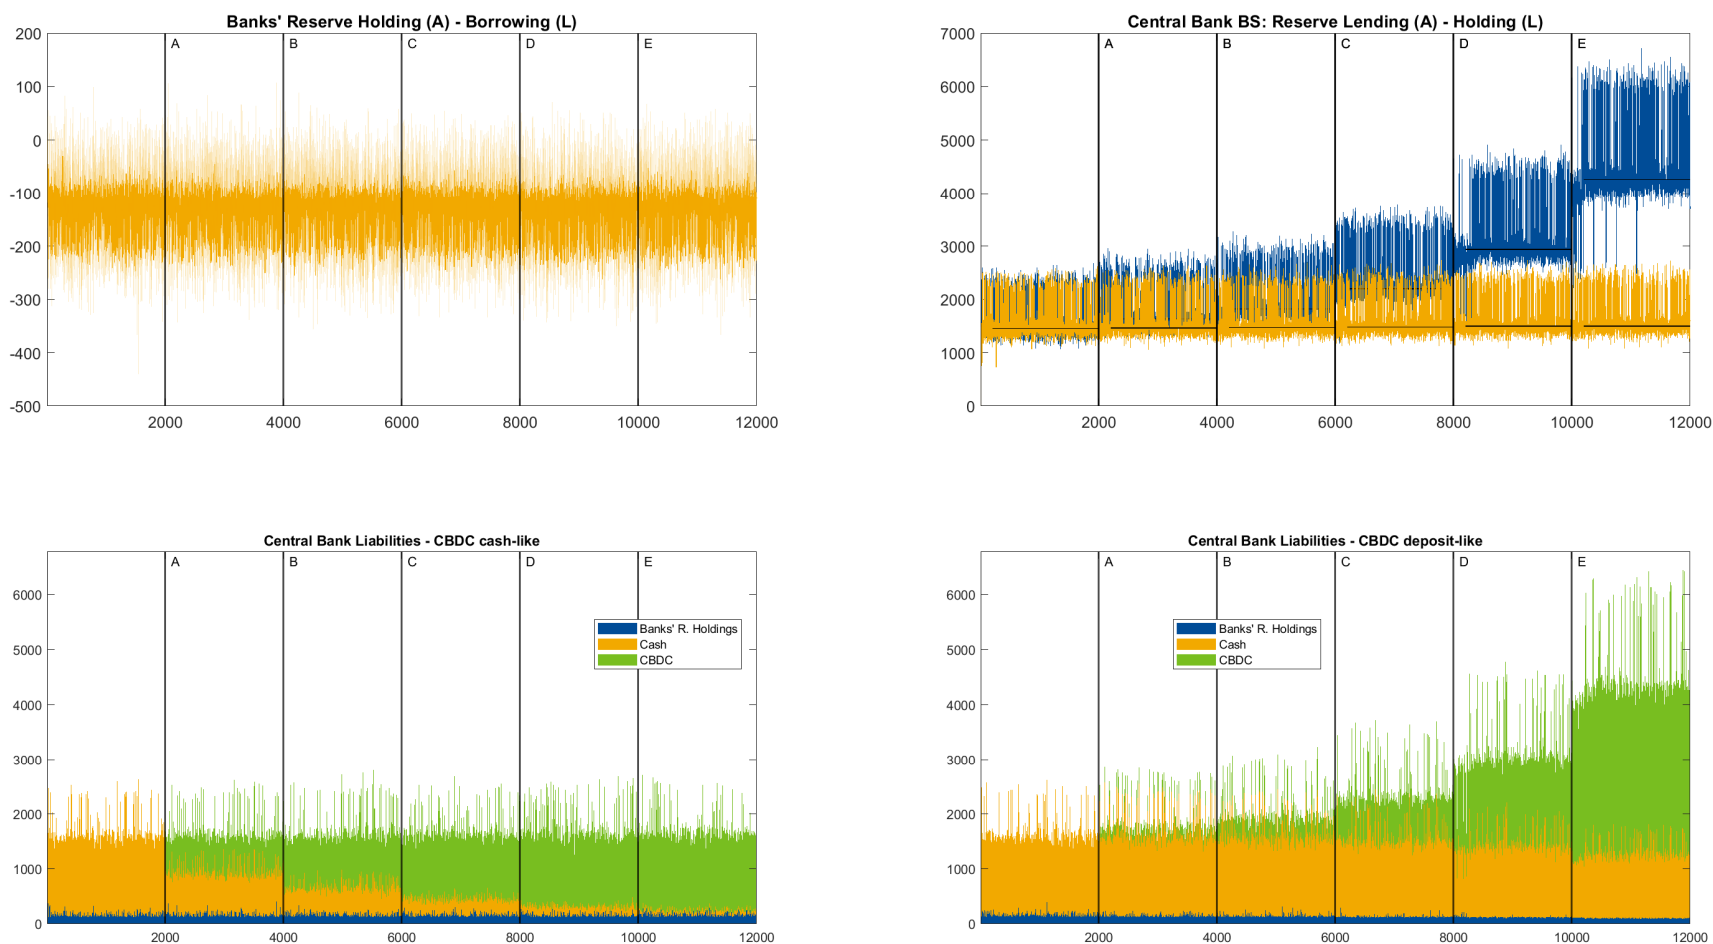 Banks' Reserve Holding (A) - Borrowing (L)
200
100
0
-100
-200
-300
-400
-500
A
B
C
D
E
2000
4000
6000
8000
10000
12000
Central Bank BS: Reserve Lending (A) - Holding (L)
7000
6000
5000
4000
3000
2000
1000
0
A
B
C
D
E
2000
4000
6000
8000
10000
12000
Central Bank Liabilities - CBDC cash-like
6000
5000
4000
3000
2000
1000
0
A
B
C
D
E
Banks' R. Holdings
Cash
CBDC
2000
4000
6000
8000
10000
12000
Central Bank Liabilities - CBDC deposit-like
6000
5000
4000
3000
2000
1000
0
A
B
C
D
E
Banks' R. Holdings
Cash
CBDC
2000
4000
6000
8000
10000
12000